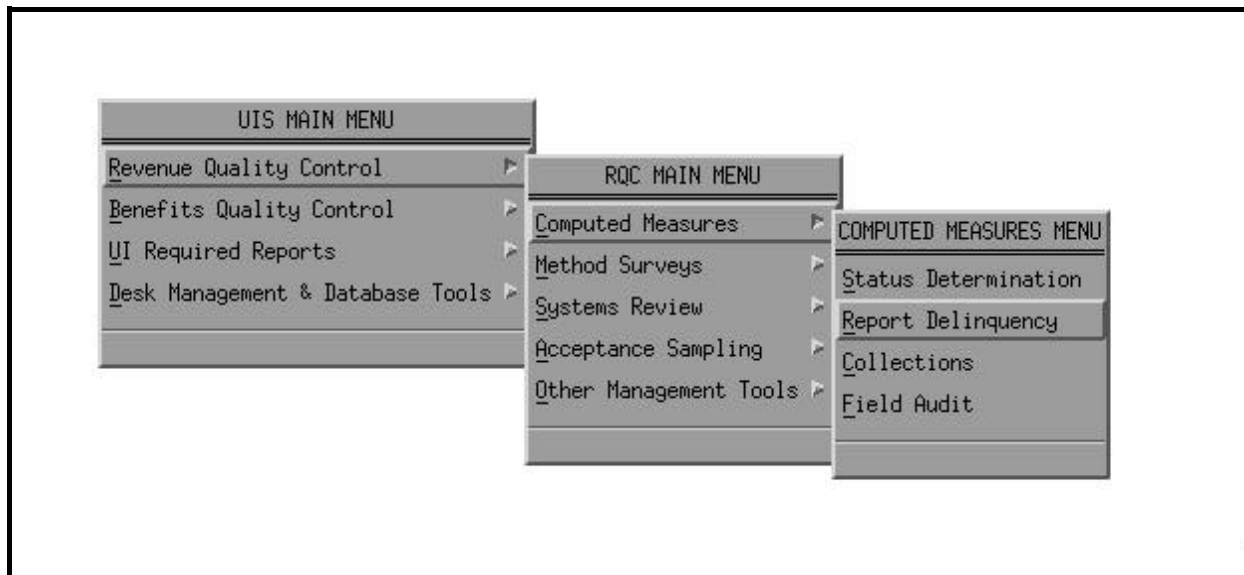 UIS MAIN MENU
Revenue Quality Control
Benefits Quality Control
UI Required Reports
Desk Management & Database Tools
RQC MAIN MENU
Computed Measures
Method Surveys
Systems Review
Acceptance Sampling
Other Management Tools
COMPUTED MEASURES MENU
Status Determination
Report Delinquency
Collections
Field Audit